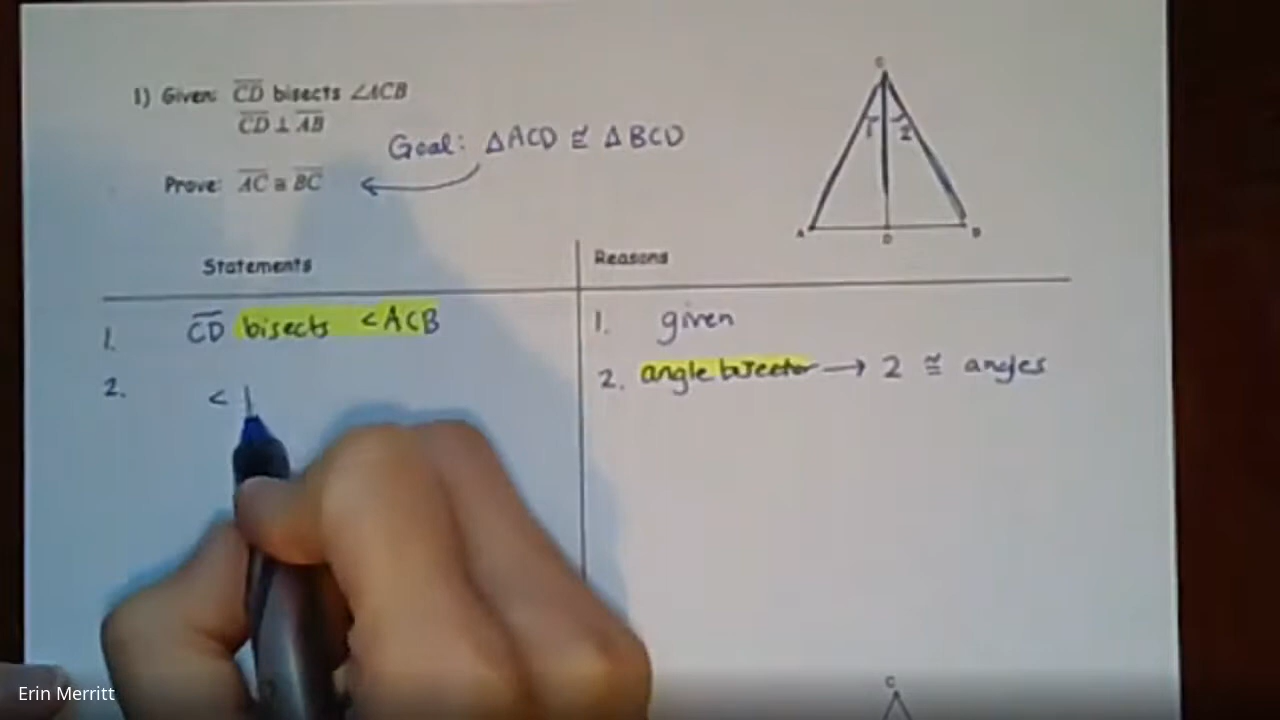 1) Given: CD bisects ∠ACB
CD ⊥ AB
Goal: △ACD ≅ △BCD
Prove: AC ≅ BC
C
1 2
A D B
Statements Reasons
1. CD bisects <ACB 1. given
2. < 1 2. angle bisector → 2 ≅ angles
C
Erin Merritt